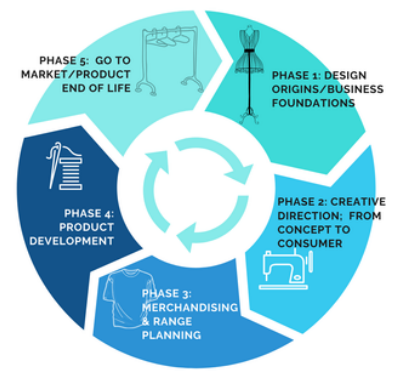 PHASE 1: DESIGN
ORIGINS/BUSINESS
FOUNDATIONS
PHASE 2: CREATIVE
DIRECTION; FROM
CONCEPT TO
CONSUMER
PHASE 3:
MERCHANDISING
& RANGE
PLANNING
PHASE 4:
PRODUCT
DEVELOPMENT
PHASE 5: GO TO
MARKET/PRODUCT
END OF LIFE